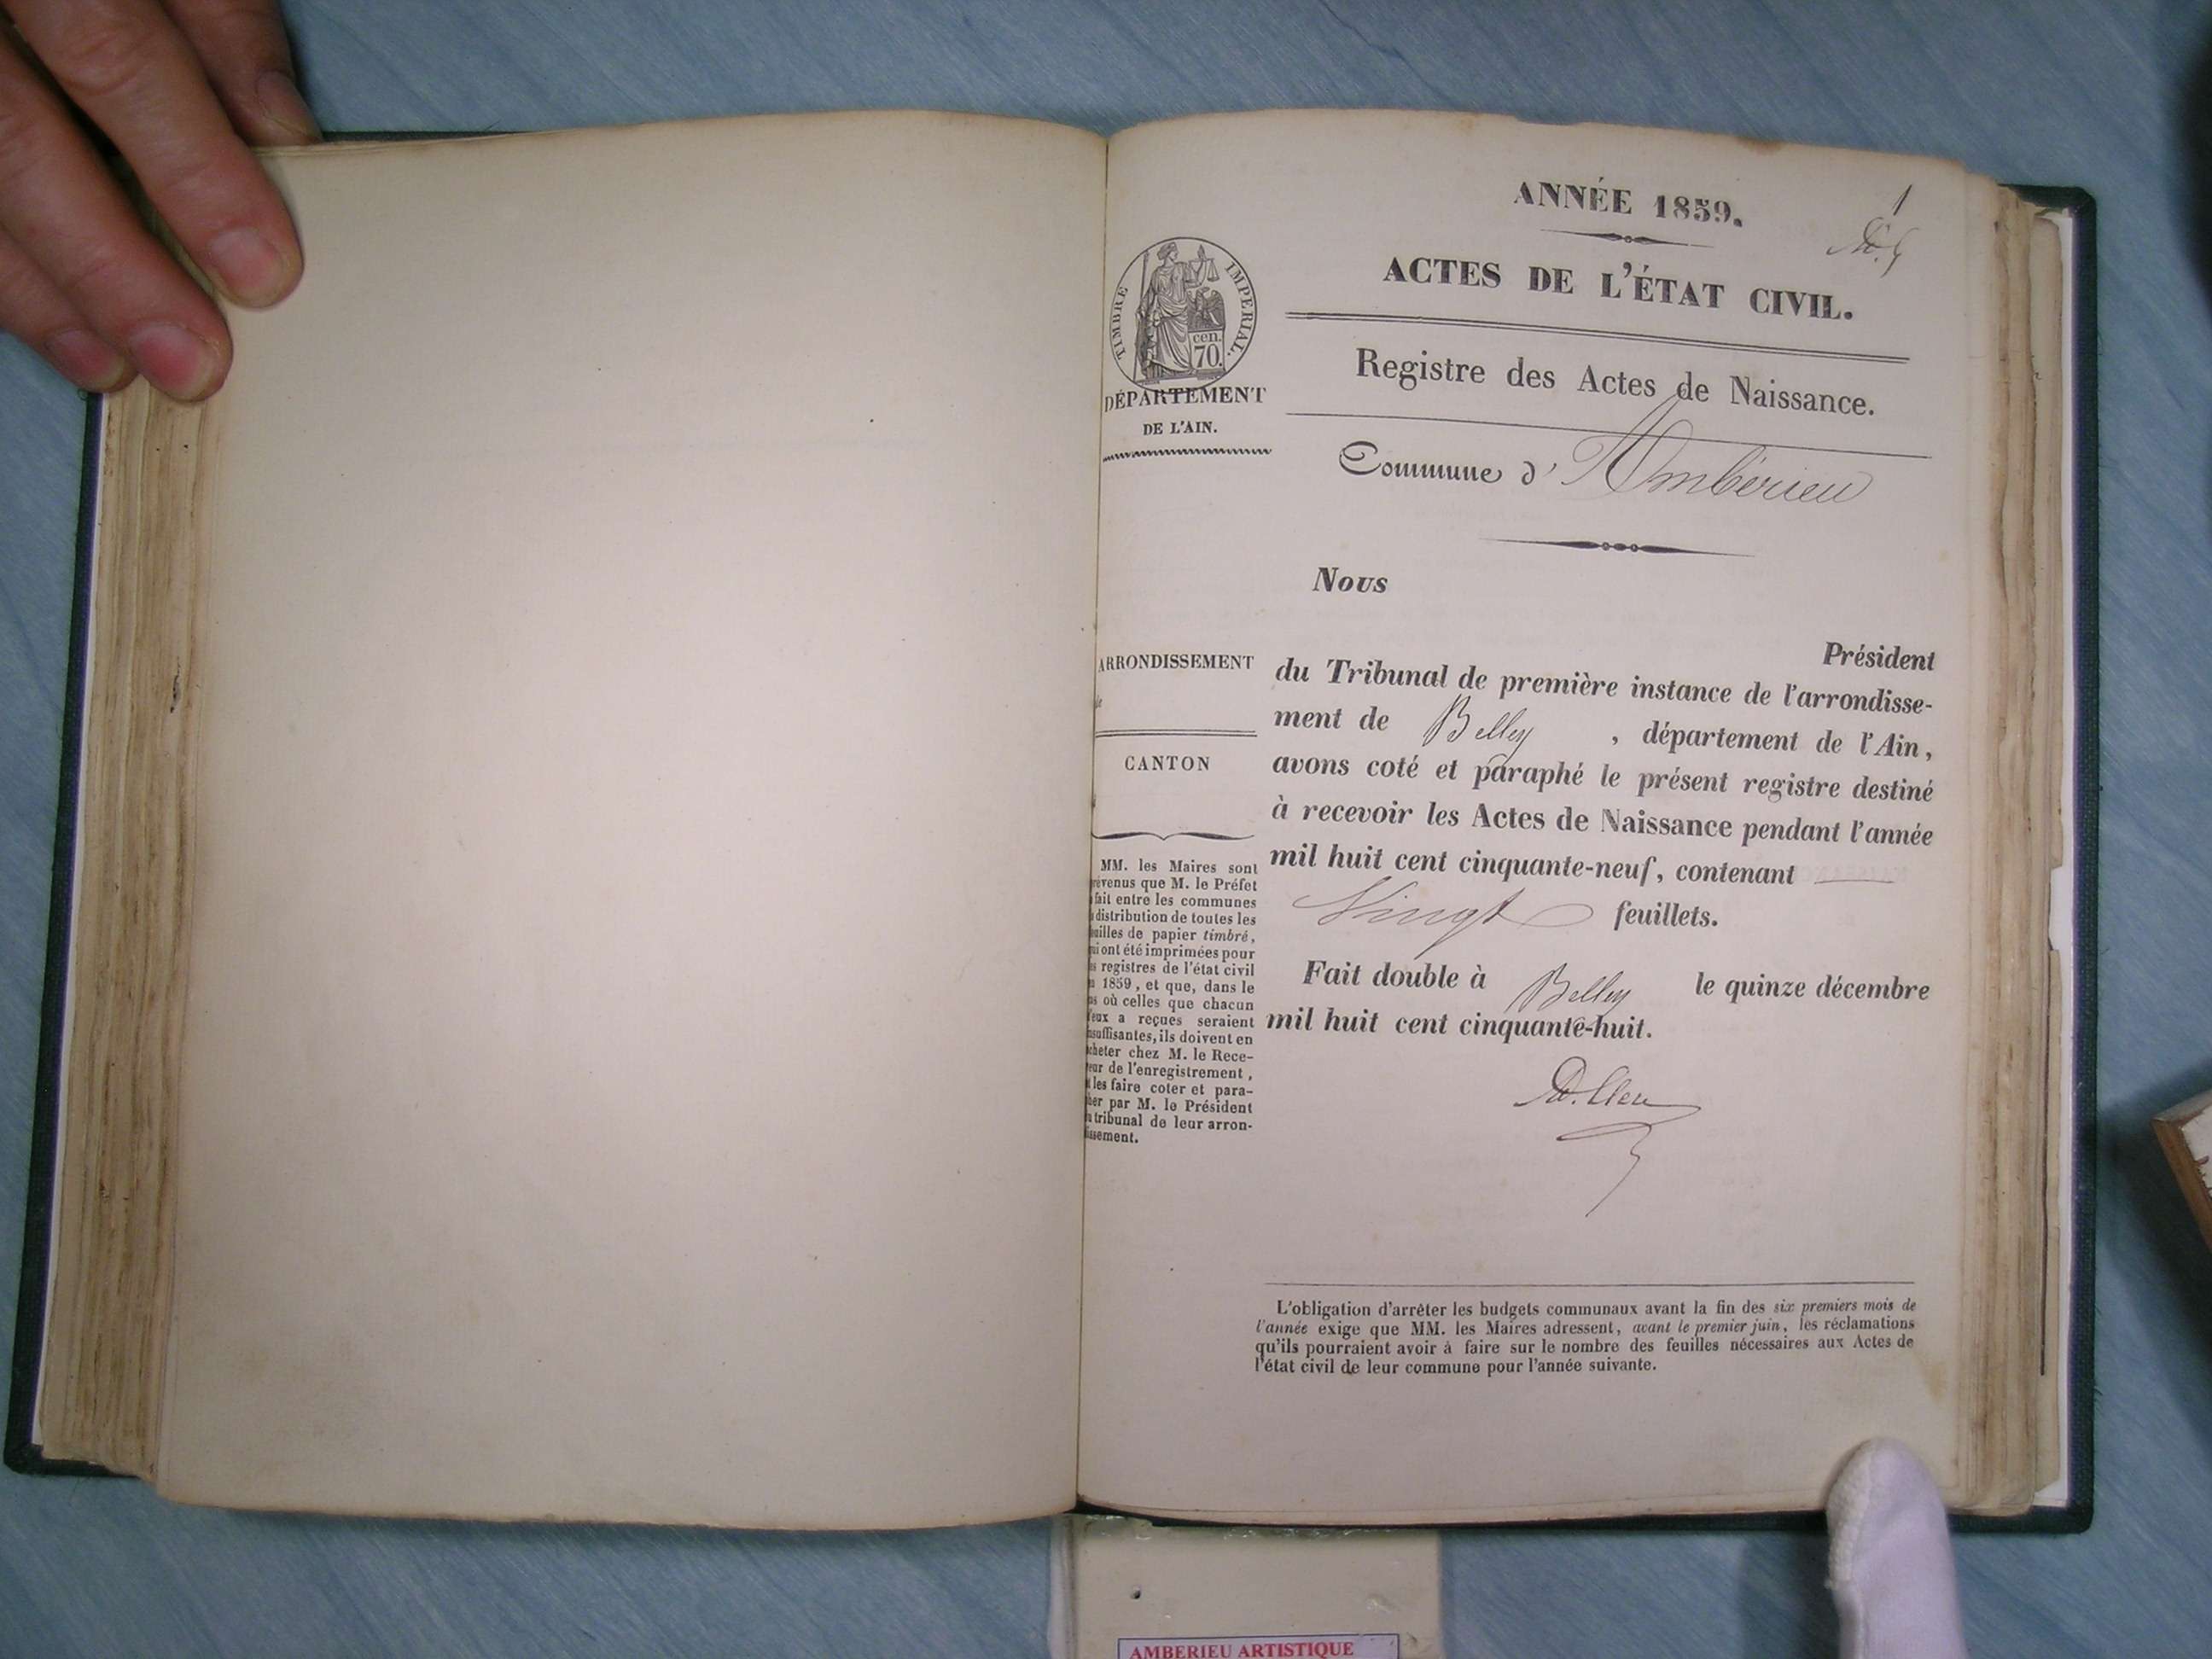 ANNÉE 1859.
1
ACTES DE L'ÉTAT CIVIL.
TIMBRE IMPERIAL.
cen.
70.
DÉPARTEMENT
DE L'AIN.
Registre des Actes de Naissance.
Commune d' Ambérieu
Nous
Président
du Tribunal de première instance de l'arrondisse-
ment de Belley , département de l'Ain,
avons coté et paraphé le présent registre destiné
à recevoir les Actes de Naissance pendant l'année
mil huit cent cinquante-neuf, contenant
Vingt feuillets.
Fait double à Belley le quinze décembre
mil huit cent cinquante-huit.
ARRONDISSEMENT
CANTON
MM. les Maires sont
révenus que M. le Préfet
fait entre les communes
distribution de toutes les
uilles de papier timbré,
ui ont été imprimées pour
s registres de l'état civil
1859, et que, dans le
s où celles que chacun
'eux a reçues seraient
nsuffisantes, ils doivent en
cheter chez M. le Rece-
eur de l'enregistrement,
les faire coter et para-
her par M. le Président
tribunal de leur arron-
issement.
L'obligation d'arrêter les budgets communaux avant la fin des six premiers mois de
l'année exige que MM. les Maires adressent, avant le premier juin, les réclamations
qu'ils pourraient avoir à faire sur le nombre des feuilles nécessaires aux Actes de
l'état civil de leur commune pour l'année suivante.
AMBERIEU ARTISTIQUE